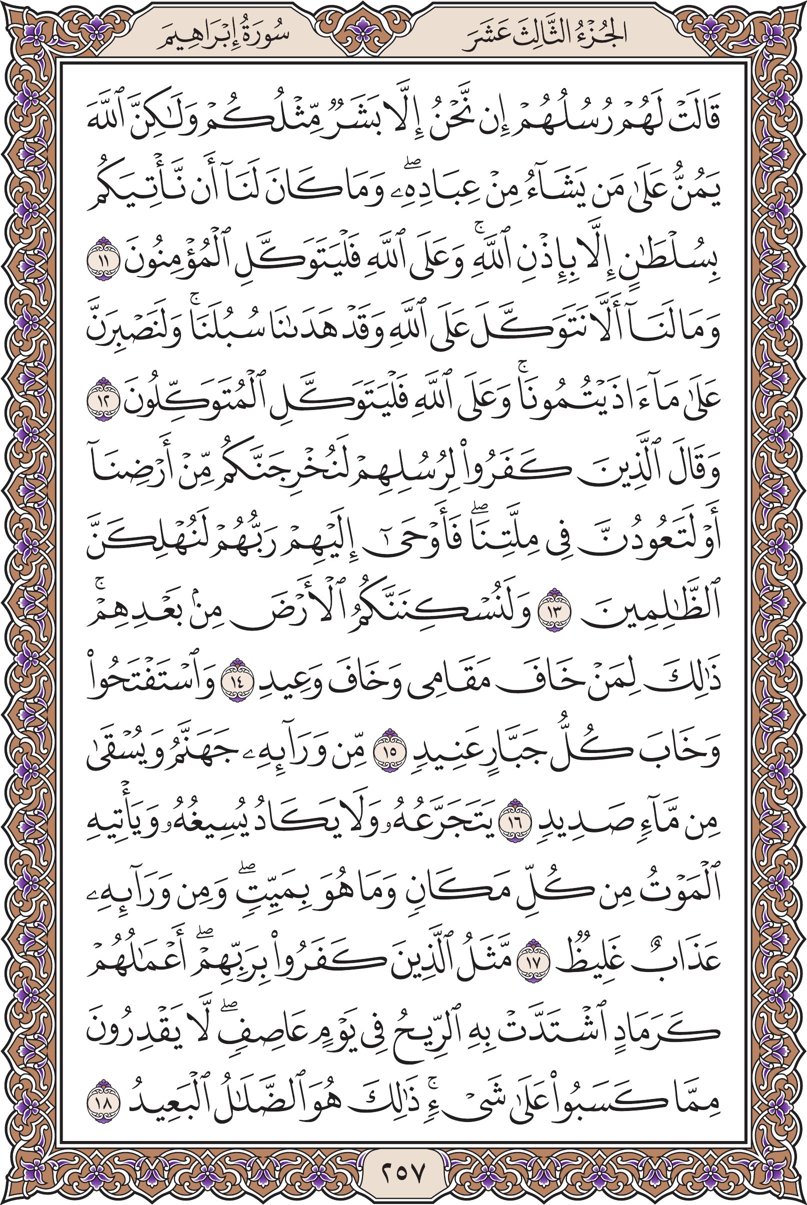 الجُزْءُ الثَّالِثَ عَشَرَ
سُورَةُ إِبْرَاهِيمَ
قَالَتْ لَهُمْ رُسُلُهُمْ إِن نَّحْنُ إِلَّا بَشَرٌ مِّثْلُكُمْ وَلَٰكِنَّ ٱللَّهَ
يَمُنُّ عَلَىٰ مَن يَشَآءُ مِنْ عِبَادِهِۦۖ وَمَا كَانَ لَنَآ أَن نَّأْتِيَكُم
بِسُلْطَٰنٍ إِلَّا بِإِذْنِ ٱللَّهِۚ وَعَلَى ٱللَّهِ فَلْيَتَوَكَّلِ ٱلْمُؤْمِنُونَ ١١
وَمَا لَنَآ أَلَّا نَتَوَكَّلَ عَلَى ٱللَّهِ وَقَدْ هَدَىٰنَا سُبُلَنَاۚ وَلَنَصْبِرَنَّ
عَلَىٰ مَآ ءَاذَيْتُمُونَاۚ وَعَلَى ٱللَّهِ فَلْيَتَوَكَّلِ ٱلْمُتَوَكِّلُونَ ١٢
وَقَالَ ٱلَّذِينَ كَفَرُوا۟ لِرُسُلِهِمْ لَنُخْرِجَنَّكُم مِّنْ أَرْضِنَآ
أَوْ لَتَعُودُنَّ فِى مِلَّتِنَاۖ فَأَوْحَىٰٓ إِلَيْهِمْ رَبُّهُمْ لَنُهْلِكَنَّ
ٱلظَّٰلِمِينَ ١٣ وَلَنُسْكِنَنَّكُمُ ٱلْأَرْضَ مِنۢ بَعْدِهِمْۚ
ذَٰلِكَ لِمَنْ خَافَ مَقَامِى وَخَافَ وَعِيدِ ١٤ وَٱسْتَفْتَحُوا۟
وَخَابَ كُلُّ جَبَّارٍ عَنِيدٍ ١٥ مِّن وَرَآئِهِۦ جَهَنَّمُ وَيُسْقَىٰ
مِن مَّآءٍ صَدِيدٍ ١٦ يَتَجَرَّعُهُۥ وَلَا يَكَادُ يُسِيغُهُۥ وَيَأْتِيهِ
ٱلْمَوْتُ مِن كُلِّ مَكَانٍ وَمَا هُوَ بِمَيِّتٍۖ وَمِن وَرَآئِهِۦ
عَذَابٌ غَلِيظٌ ١٧ مَّثَلُ ٱلَّذِينَ كَفَرُوا۟ بِرَبِّهِمْۖ أَعْمَٰلُهُمْ
كَرَمَادٍ ٱشْتَدَّتْ بِهِ ٱلرِّيحُ فِى يَوْمٍ عَاصِفٍۖ لَّا يَقْدِرُونَ
مِمَّا كَسَبُوا۟ عَلَىٰ شَىْءٍۚ ذَٰلِكَ هُوَ ٱلضَّلَٰلُ ٱلْبَعِيدُ ١٨
٢٥٧